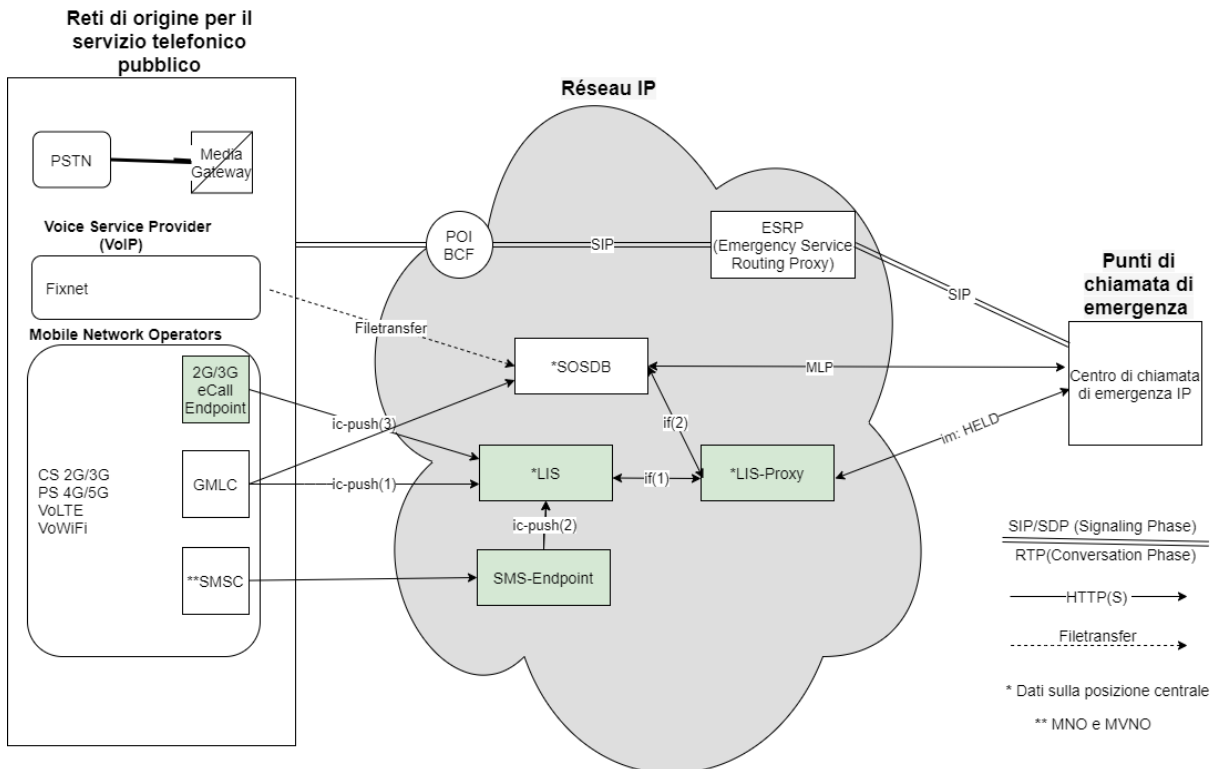 Reti di origine per il
servizio telefonico
pubblico
PSTN
Media
Gateway
Voice Service Provider
(VoIP)
Fixnet
Mobile Network Operators
2G/3G
eCall
Endpoint
CS 2G/3G
PS 4G/5G
VoLTE
VoWiFi
GMLC
**SMSC
Réseau IP
POI
BCF
SIP
ESRP
(Emergency Service
Routing Proxy)
SIP
Filetransfer
*SOSDB
MLP
ic-push(3)
if(2)
im: HELD
*LIS
if(1)
*LIS-Proxy
ic-push(1)
ic-push(2)
SMS-Endpoint
Punti di
chiamata di
emergenza
Centro di chiamata
di emergenza IP
SIP/SDP (Signaling Phase)
RTP(Conversation Phase)
HTTP(S)
Filetransfer
* Dati sulla posizione centrale
** MNO e MVNO